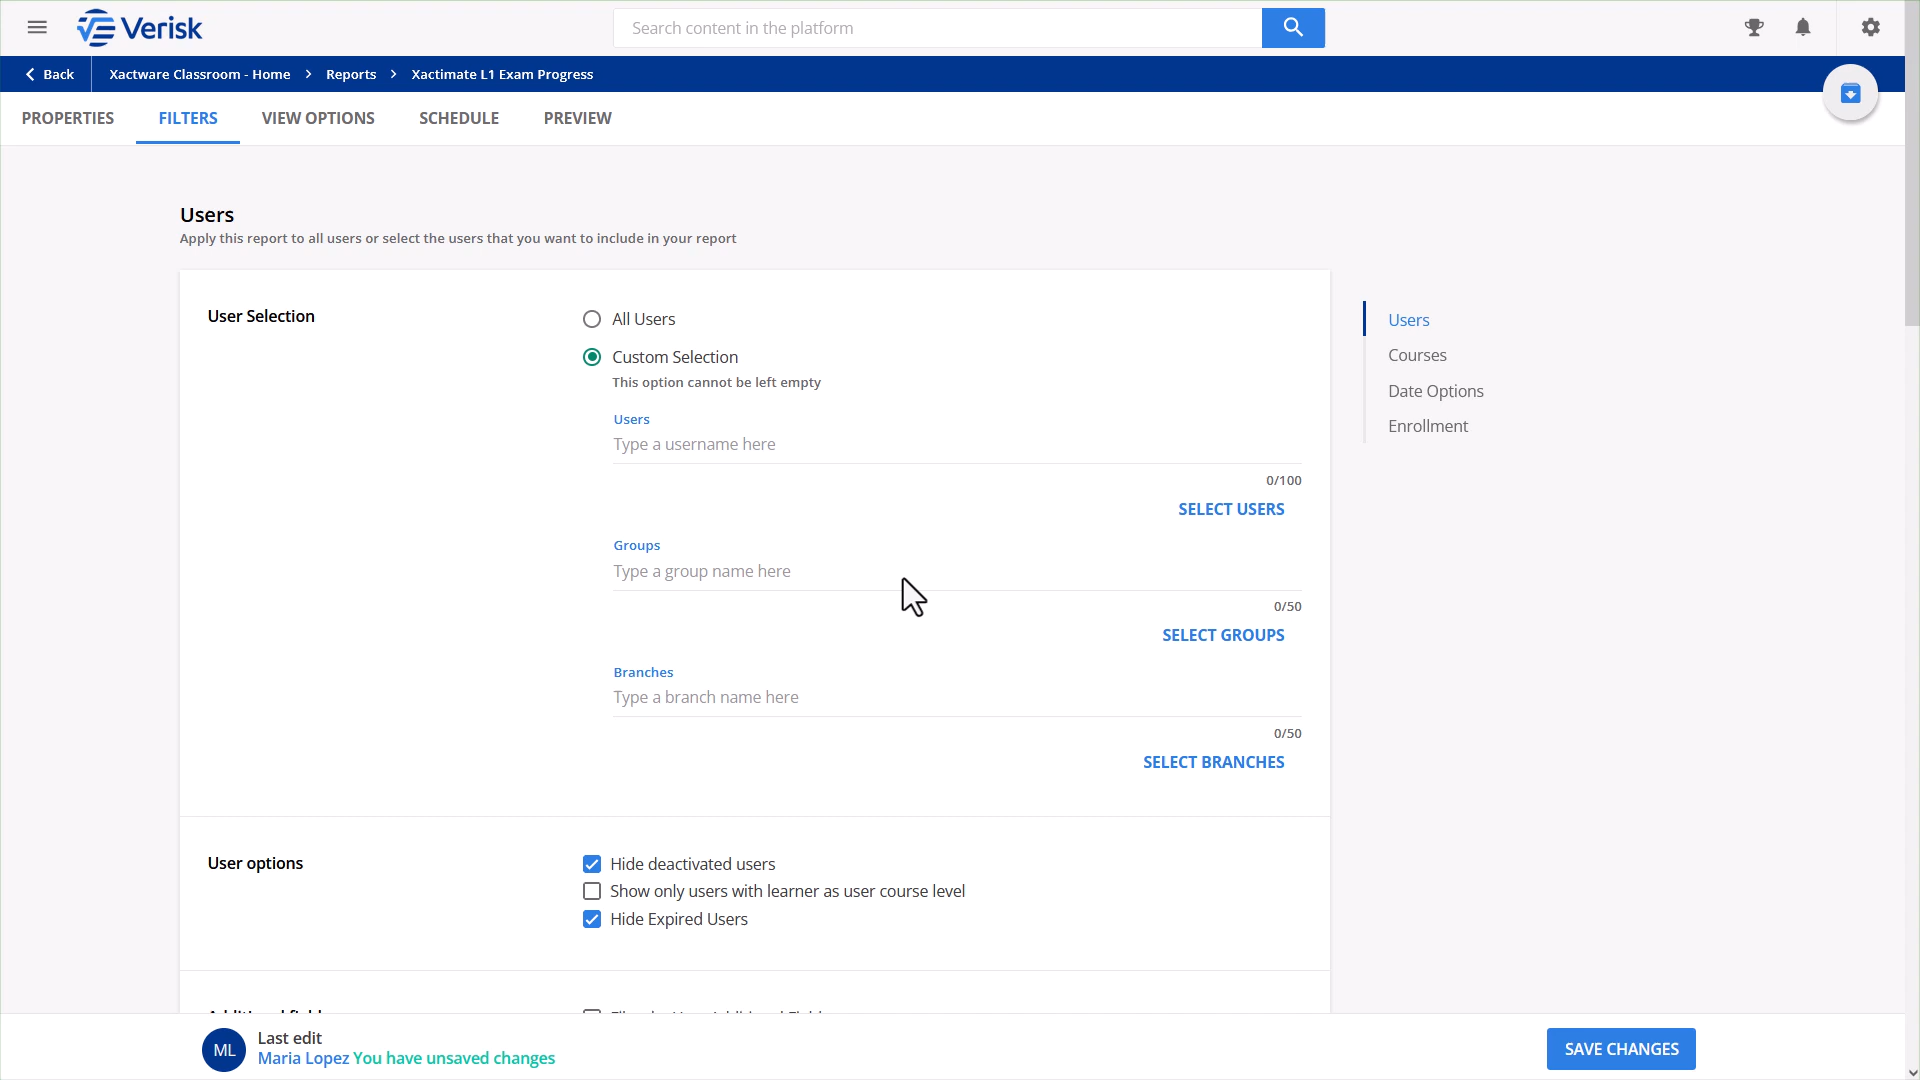 Verisk
Search content in the platform
Back
Xactware Classroom - Home > Reports > Xactimate L1 Exam Progress
PROPERTIES FILTERS VIEW OPTIONS SCHEDULE PREVIEW
Users
Apply this report to all users or select the users that you want to include in your report
User Selection
All Users
Custom Selection
This option cannot be left empty
Users
Type a username here
0/100
SELECT USERS
Groups
Type a group name here
0/50
SELECT GROUPS
Branches
Type a branch name here
0/50
SELECT BRANCHES
Users
Courses
Date Options
Enrollment
User options
Hide deactivated users
Show only users with learner as user course level
Hide Expired Users
ML
Last edit
Maria Lopez You have unsaved changes
SAVE CHANGES